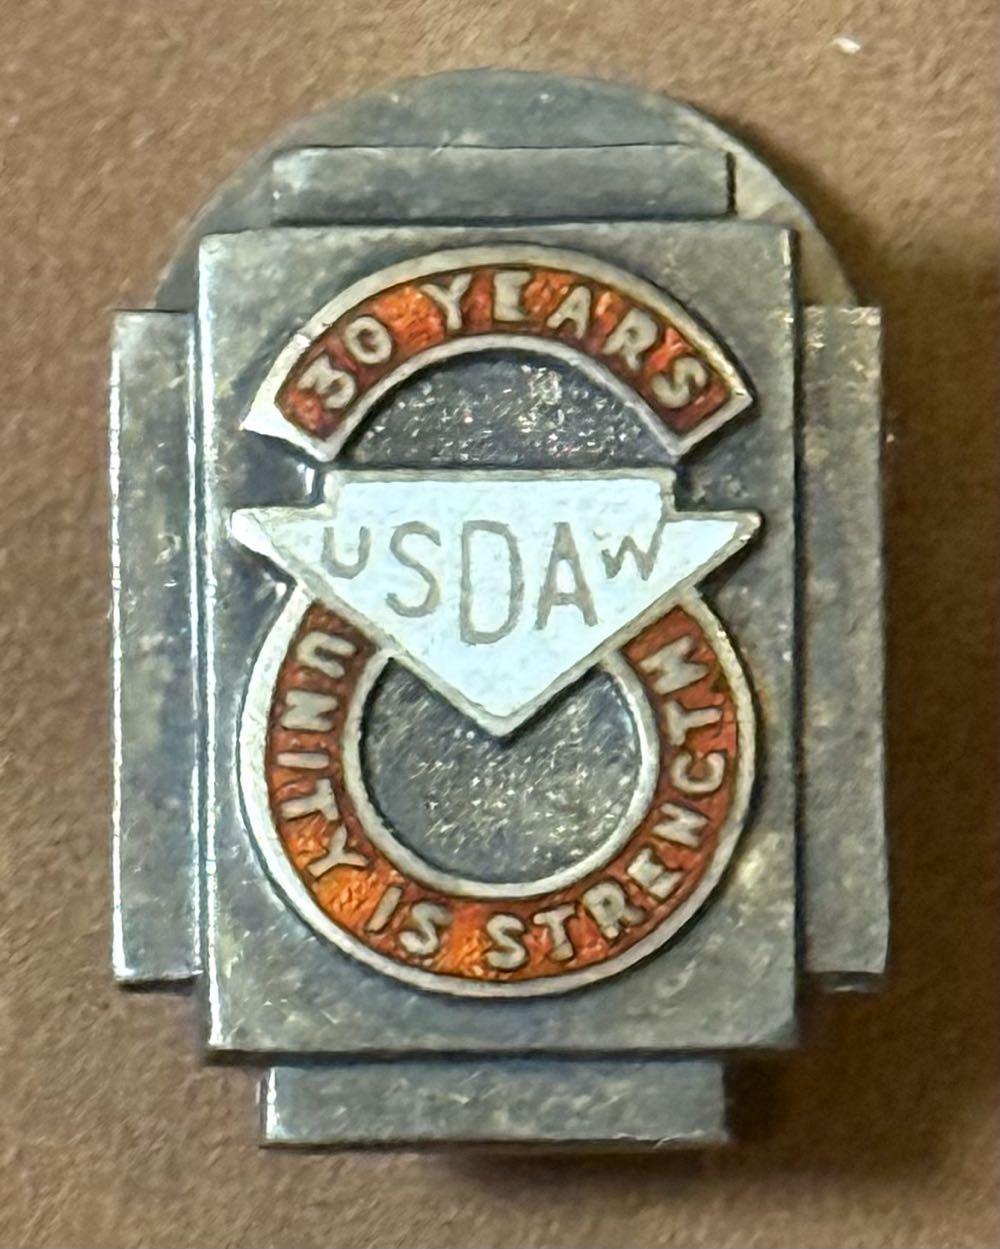 30 YEARS
USDAW
UNITY IS STRENGTH